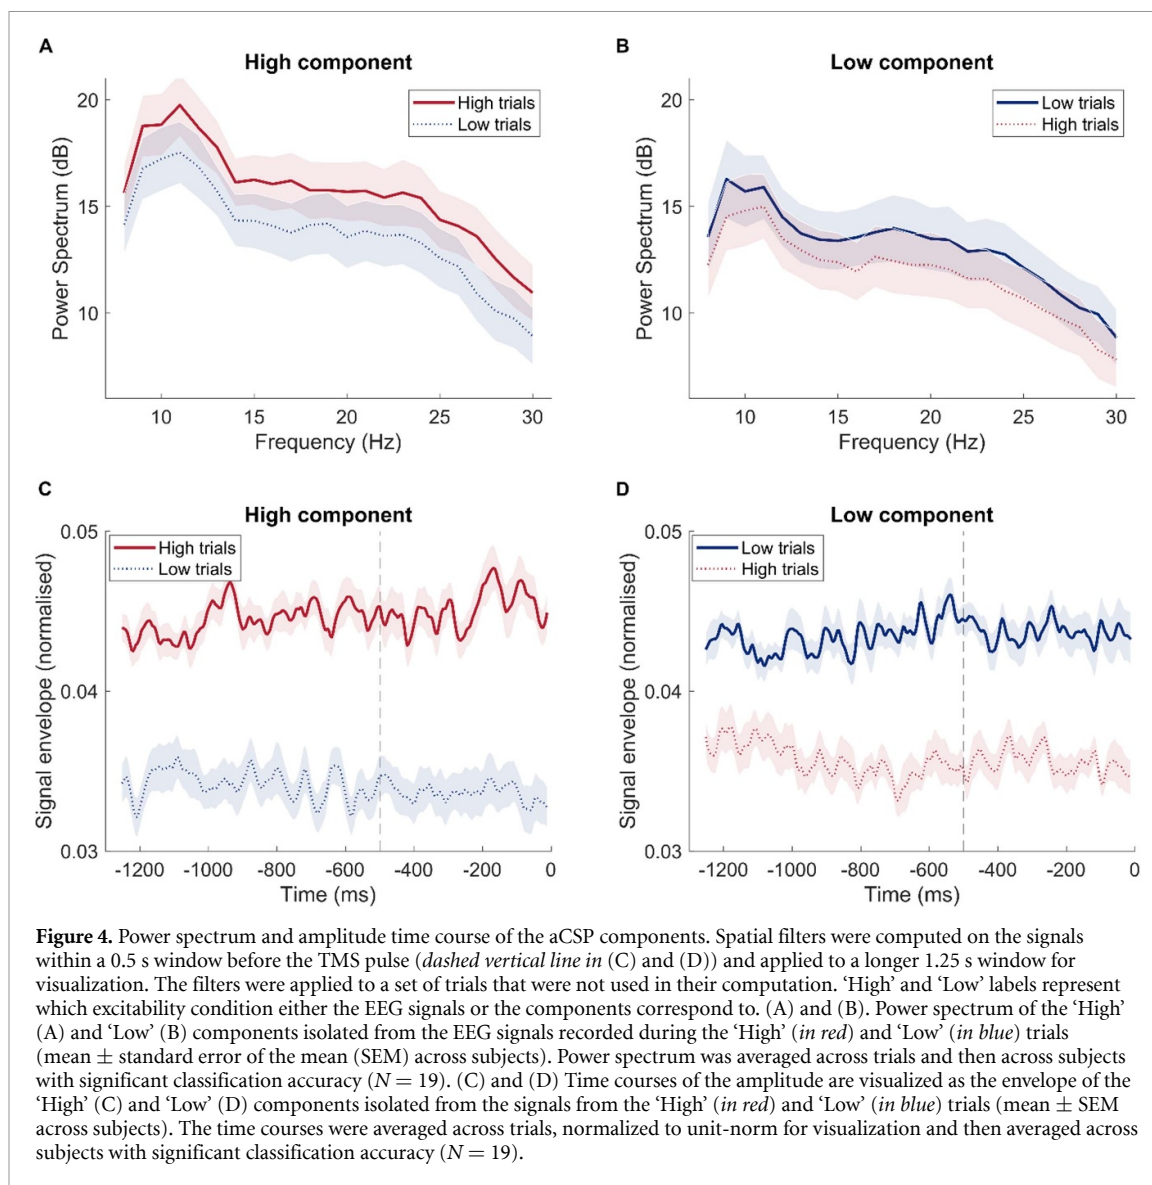 A
High component
20
15
10
Power Spectrum (dB)
High trials
Low trials
10
15
20
25
30
Frequency (Hz)
B
Low component
20
15
10
Power Spectrum (dB)
Low trials
High trials
10
15
20
25
30
Frequency (Hz)
C
High component
0.05
0.04
0.03
Signal envelope (normalised)
High trials
Low trials
-1200
-1000
-800
-600
-400
-200
0
Time (ms)
D
Low component
0.05
0.04
0.03
Signal envelope (normalised)
Low trials
High trials
-1200
-1000
-800
-600
-400
-200
0
Time (ms)
Figure 4. Power spectrum and amplitude time course of the aCSP components. Spatial filters were computed on the signals
within a 0.5 s window before the TMS pulse (dashed vertical line in (C) and (D)) and applied to a longer 1.25 s window for
visualization. The filters were applied to a set of trials that were not used in their computation. ‘High’ and ‘Low’ labels represent
which excitability condition either the EEG signals or the components correspond to. (A) and (B). Power spectrum of the ‘High’
(A) and ‘Low’ (B) components isolated from the EEG signals recorded during the ‘High’ (in red) and ‘Low’ (in blue) trials
(mean ± standard error of the mean (SEM) across subjects). Power spectrum was averaged across trials and then across subjects
with significant classification accuracy (N = 19). (C) and (D) Time courses of the amplitude are visualized as the envelope of the
‘High’ (C) and ‘Low’ (D) components isolated from the signals from the ‘High’ (in red) and ‘Low’ (in blue) trials (mean ± SEM
across subjects). The time courses were averaged across trials, normalized to unit-norm for visualization and then averaged across
subjects with significant classification accuracy (N = 19).